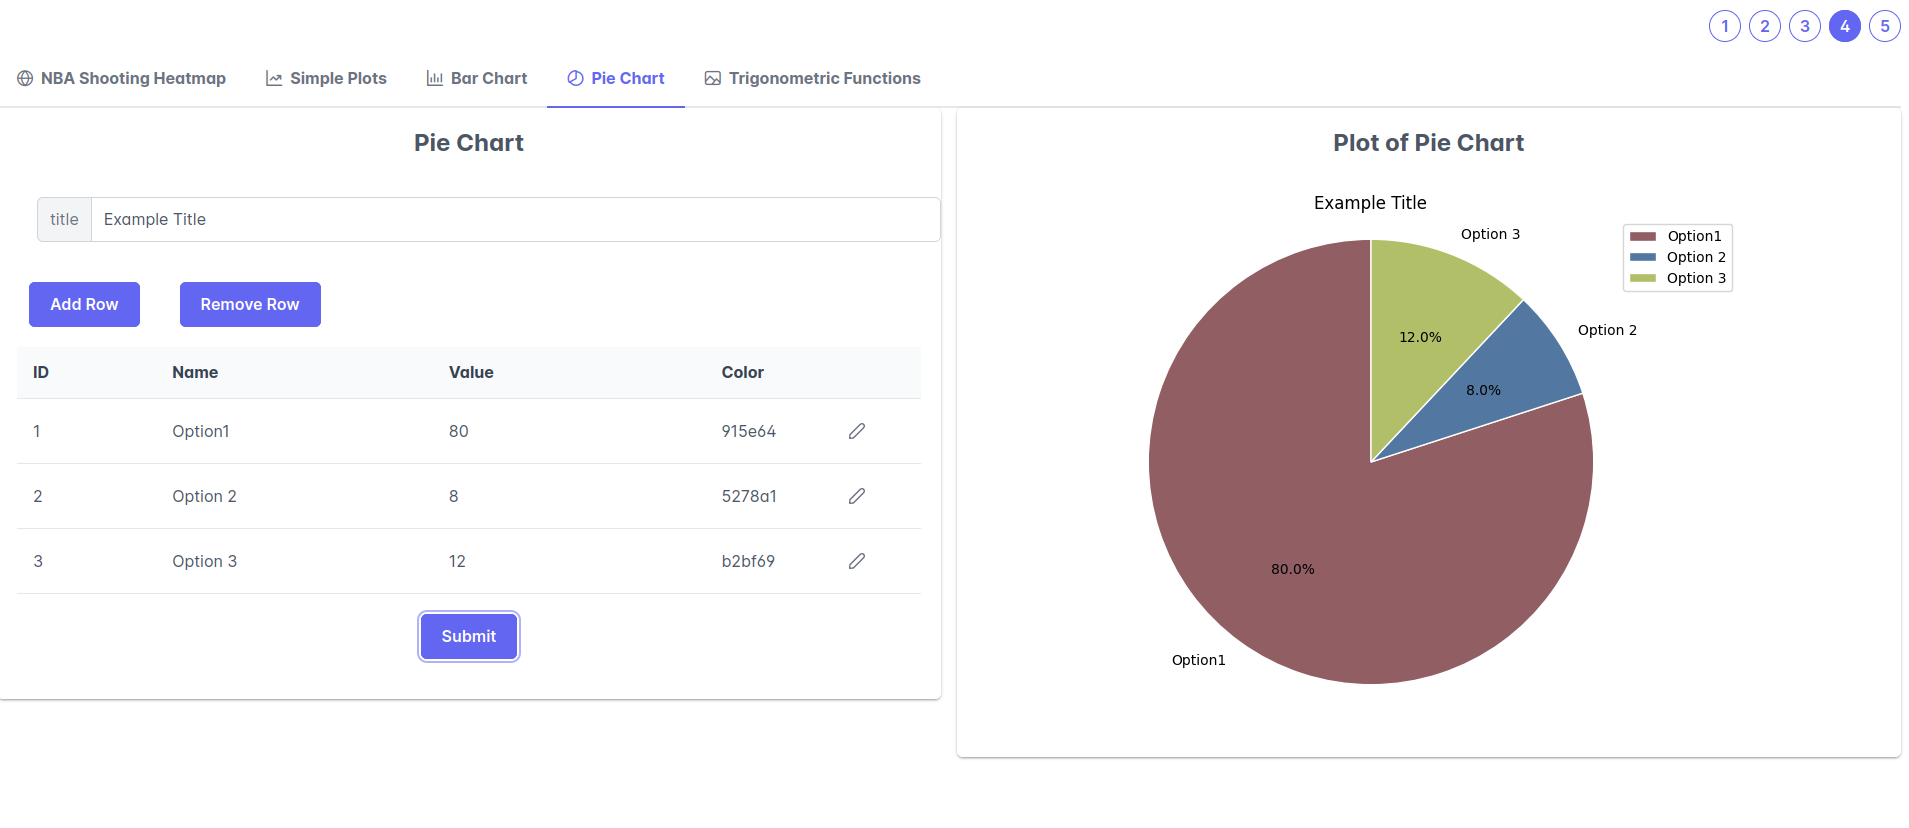 1 2 3 4 5
NBA Shooting Heatmap Simple Plots Bar Chart Pie Chart Trigonometric Functions
Pie Chart
title Example Title
Add Row Remove Row
ID Name Value Color
1 Option1 80 915e64
2 Option 2 8 5278a1
3 Option 3 12 b2bf69
Submit
Plot of Pie Chart
Example Title
Option 3
Option1
Option 2
Option 3
Option 2
12.0%
8.0%
80.0%
Option1